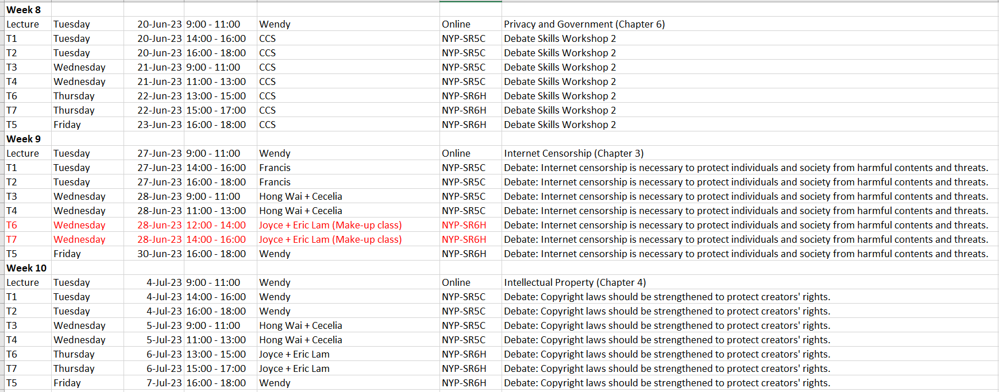 Week 8
Lecture Tuesday 20-Jun-23 9:00 - 11:00 Wendy Online Privacy and Government (Chapter 6)
T1 Tuesday 20-Jun-23 14:00 - 16:00 CCS NYP-SR5C Debate Skills Workshop 2
T2 Tuesday 20-Jun-23 16:00 - 18:00 CCS NYP-SR5C Debate Skills Workshop 2
T3 Wednesday 21-Jun-23 9:00 - 11:00 CCS NYP-SR5C Debate Skills Workshop 2
T4 Wednesday 21-Jun-23 11:00 - 13:00 CCS NYP-SR5C Debate Skills Workshop 2
T6 Thursday 22-Jun-23 13:00 - 15:00 CCS NYP-SR6H Debate Skills Workshop 2
T7 Thursday 22-Jun-23 15:00 - 17:00 CCS NYP-SR6H Debate Skills Workshop 2
T5 Friday 23-Jun-23 16:00 - 18:00 CCS NYP-SR6H Debate Skills Workshop 2
Week 9
Lecture Tuesday 27-Jun-23 9:00 - 11:00 Wendy Online Internet Censorship (Chapter 3)
T1 Tuesday 27-Jun-23 14:00 - 16:00 Francis NYP-SR5C Debate: Internet censorship is necessary to protect individuals and society from harmful contents and threats.
T2 Tuesday 27-Jun-23 16:00 - 18:00 Francis NYP-SR5C Debate: Internet censorship is necessary to protect individuals and society from harmful contents and threats.
T3 Wednesday 28-Jun-23 9:00 - 11:00 Hong Wai + Cecelia NYP-SR5C Debate: Internet censorship is necessary to protect individuals and society from harmful contents and threats.
T4 Wednesday 28-Jun-23 11:00 - 13:00 Hong Wai + Cecelia NYP-SR5C Debate: Internet censorship is necessary to protect individuals and society from harmful contents and threats.
T6 Wednesday 28-Jun-23 12:00 - 14:00 Joyce + Eric Lam (Make-up class) NYP-SR6H Debate: Internet censorship is necessary to protect individuals and society from harmful contents and threats.
T7 Wednesday 28-Jun-23 14:00 - 16:00 Joyce + Eric Lam (Make-up class) NYP-SR6H Debate: Internet censorship is necessary to protect individuals and society from harmful contents and threats.
T5 Friday 30-Jun-23 16:00 - 18:00 Wendy NYP-SR6H Debate: Internet censorship is necessary to protect individuals and society from harmful contents and threats.
Week 10
Lecture Tuesday 4-Jul-23 9:00 - 11:00 Wendy Online Intellectual Property (Chapter 4)
T1 Tuesday 4-Jul-23 14:00 - 16:00 Wendy NYP-SR5C Debate: Copyright laws should be strengthened to protect creators' rights.
T2 Tuesday 4-Jul-23 16:00 - 18:00 Wendy NYP-SR5C Debate: Copyright laws should be strengthened to protect creators' rights.
T3 Wednesday 5-Jul-23 9:00 - 11:00 Hong Wai + Cecelia NYP-SR5C Debate: Copyright laws should be strengthened to protect creators' rights.
T4 Wednesday 5-Jul-23 11:00 - 13:00 Hong Wai + Cecelia NYP-SR5C Debate: Copyright laws should be strengthened to protect creators' rights.
T6 Thursday 6-Jul-23 13:00 - 15:00 Joyce + Eric Lam NYP-SR6H Debate: Copyright laws should be strengthened to protect creators' rights.
T7 Thursday 6-Jul-23 15:00 - 17:00 Joyce + Eric Lam NYP-SR6H Debate: Copyright laws should be strengthened to protect creators' rights.
T5 Friday 7-Jul-23 16:00 - 18:00 Wendy NYP-SR6H Debate: Copyright laws should be strengthened to protect creators' rights.